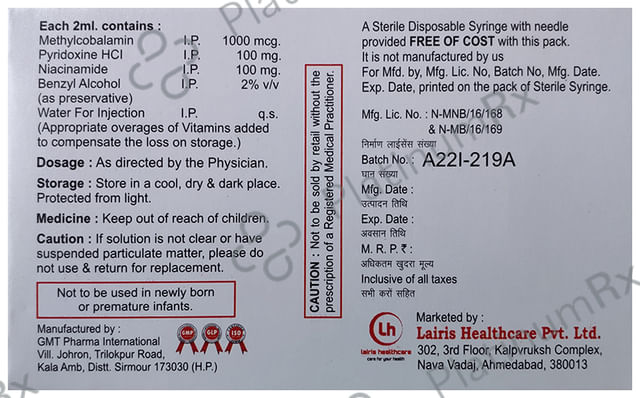 Each 2ml. contains :
Methylcobalamin I.P. 1000 mcg.
Pyridoxine HCl I.P. 100 mg.
Niacinamide I.P. 100 mg.
Benzyl Alcohol I.P. 2% v/v
(as preservative)
Water For Injection I.P. q.s.
(Appropriate overages of Vitamins added
to compensate the loss on storage.)
Dosage : As directed by the Physician.
Storage : Store in a cool, dry & dark place.
Protected from light.
Medicine : Keep out of reach of children.
Caution : If solution is not clear or have
suspended particulate matter, please do
not use & return for replacement.
Not to be used in newly born
or premature infants.
Manufactured by :
GMT Pharma International
Vill. Johron, Trilokpur Road,
Kala Amb, Distt. Sirmour 173030 (H.P.)
GMP GLP ISO
CAUTION : Not to be sold by retail without the
prescription of a Registered Medical Practitioner.
A Sterile Disposable Syringe with needle
provided FREE OF COST with this pack.
It is not manufactured by us
For Mfd. by, Mfg. Lic. No, Batch No, Mfg. Date.
Exp. Date, printed on the pack of Sterile Syringe.
Mfg. Lic. No. : N-MNB/16/168
& N-MB/16/169
निर्माण लाईसेंस संख्या
Batch No. : A22I-219A
घान संख्या
Mfg. Date :
उत्पादन तिथि
Exp. Date :
अवसान तिथि
M. R. P. ₹ :
अधिकतम खुदरा मूल्य
Inclusive of all taxes
सभी करों सहित
Marketed by :
Lh
lairis healthcare
care for your health
Lairis Healthcare Pvt. Ltd.
302, 3rd Floor, Kalpvruksh Complex,
Nava Vadaj, Ahmedabad, 380013
PlatinumRx
PlatinumRx
PlatinumRx